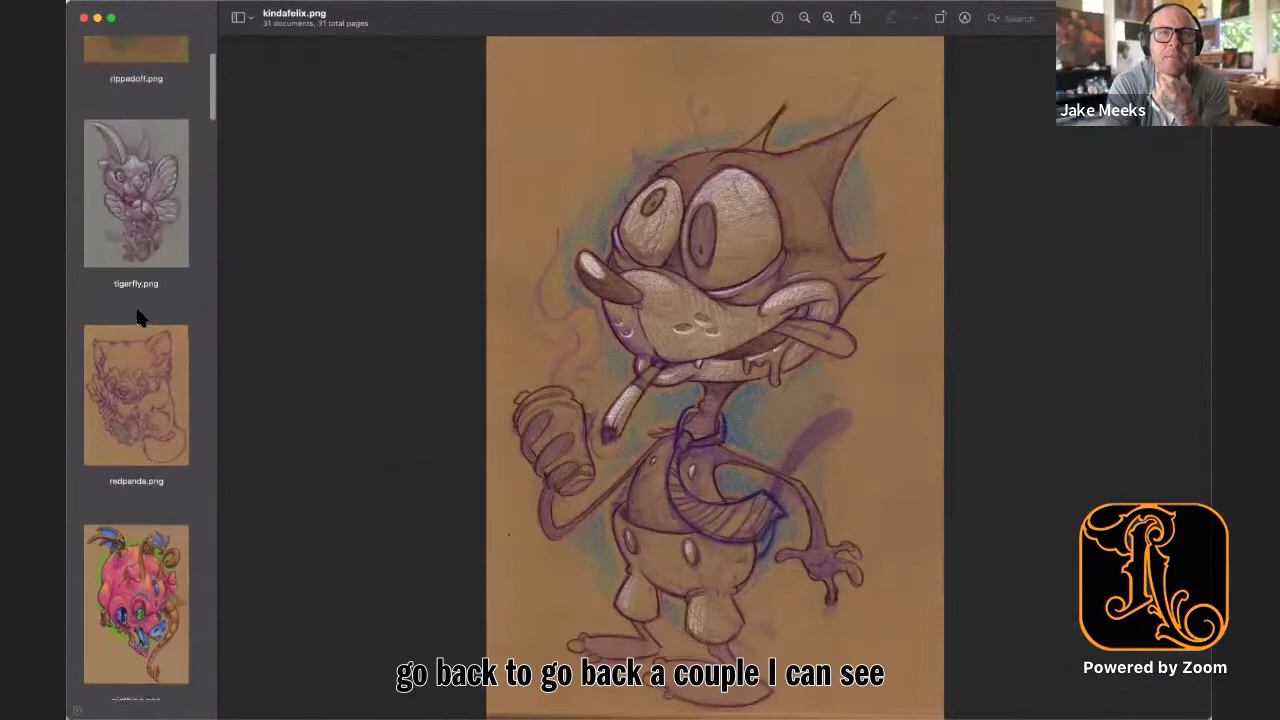 kindafelix.png
31 documents, 31 total pages
Search
rippedoff.png
tigerfly.png
redpanda.png
Jake Meeks
go back to go back a couple I can see
Powered by Zoom